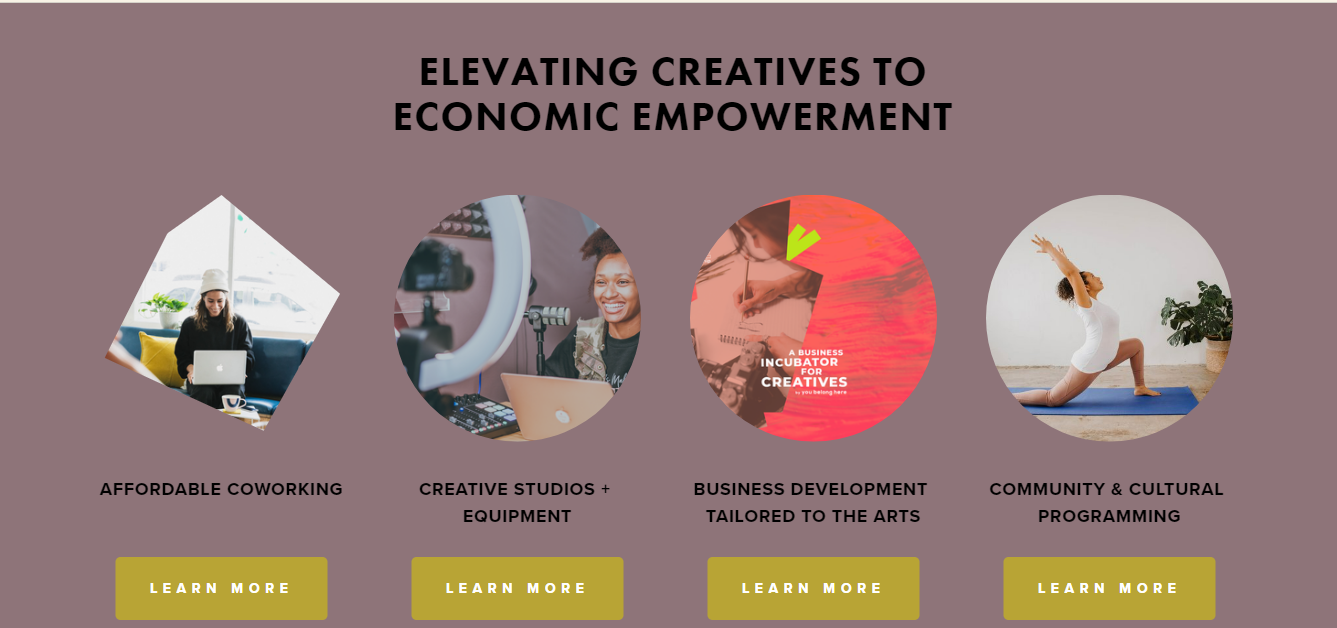 ELEVATING CREATIVES TO
ECONOMIC EMPOWERMENT
A BUSINESS
INCUBATOR
FOR
CREATIVES
by you belong here
AFFORDABLE COWORKING
CREATIVE STUDIOS +
EQUIPMENT
BUSINESS DEVELOPMENT
TAILORED TO THE ARTS
COMMUNITY & CULTURAL
PROGRAMMING
LEARN MORE
LEARN MORE
LEARN MORE
LEARN MORE